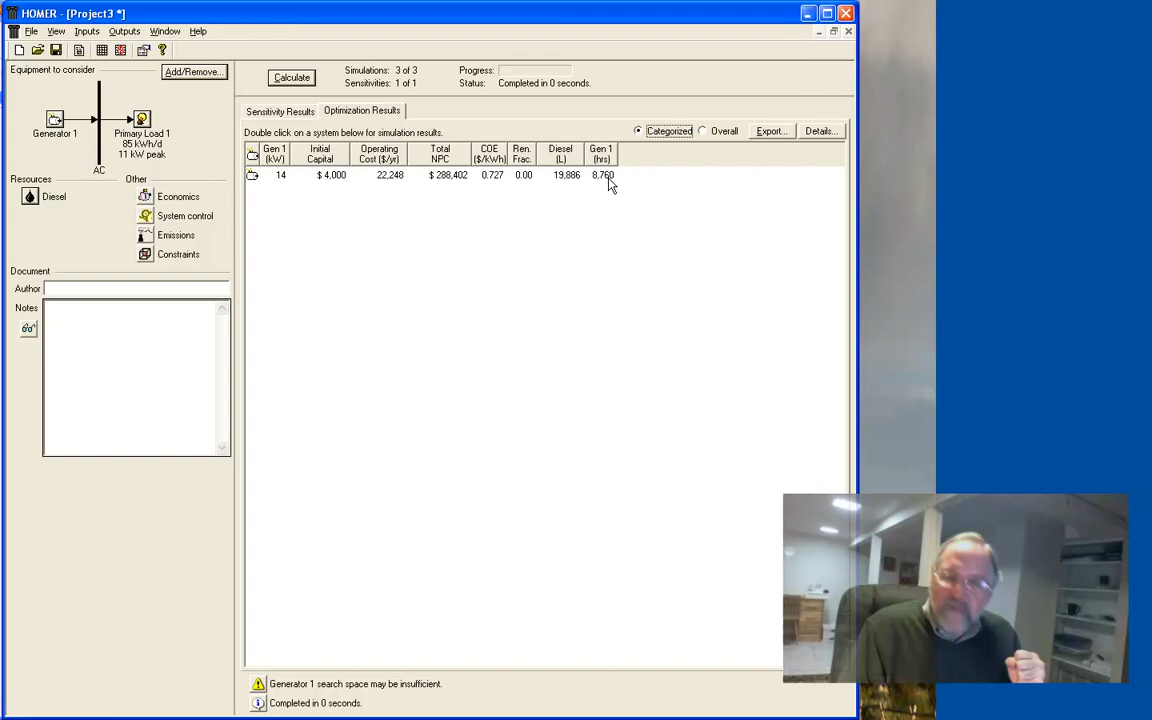 HOMER - [Project3 *]
File View Inputs Outputs Window Help
Equipment to consider
Add/Remove...
Calculate
Simulations: 3 of 3
Progress:
Sensitivities: 1 of 1
Status: Completed in 0 seconds.
Sensitivity Results
Optimization Results
Double click on a system below for simulation results.
Categorized
Overall
Export...
Details...
Generator 1
Primary Load 1
85 kWh/d
11 kW peak
AC
Gen 1 (kW)
Initial Capital
Operating Cost ($/yr)
Total NPC
COE ($/kWh)
Ren. Frac.
Diesel (L)
Gen 1 (hrs)
14 $ 4,000 22,248 $ 288,402 0.727 0.00 19,886 8,760
Resources
Other
Diesel
Economics
System control
Emissions
Constraints
Document
Author
Notes
Generator 1 search space may be insufficient.
Completed in 0 seconds.